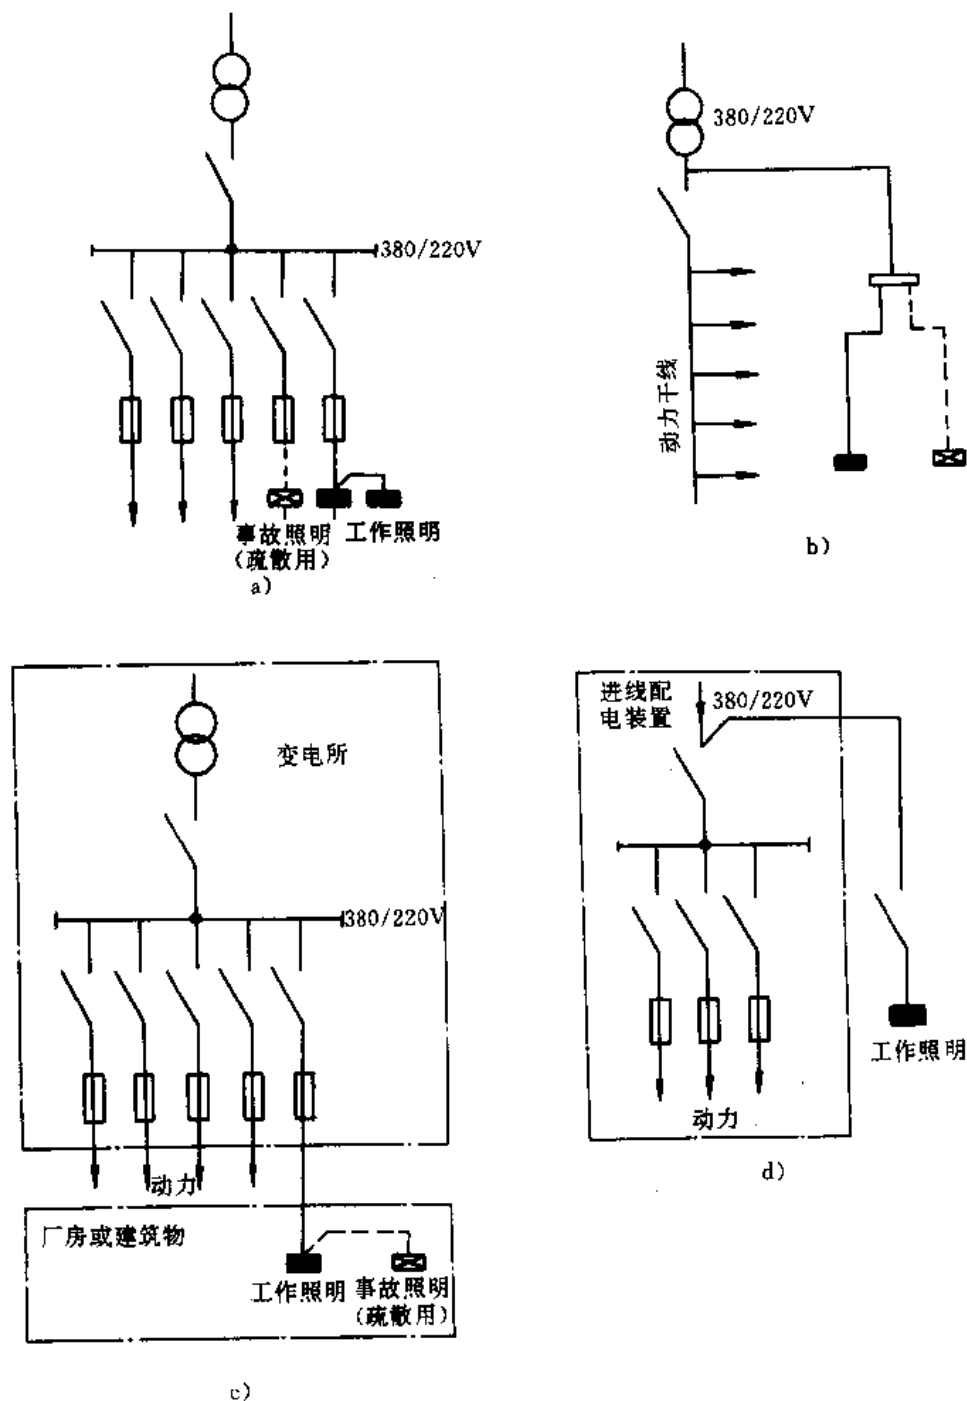 380/220V
事故照明 工作照明
(疏散用)
a)
380/220V
动力干线
b)
变电所
380/220V
动力
厂房或建筑物
工作照明 事故照明
(疏散用)
c)
进线配
电装置
380/220V
工作照明
动力
d)